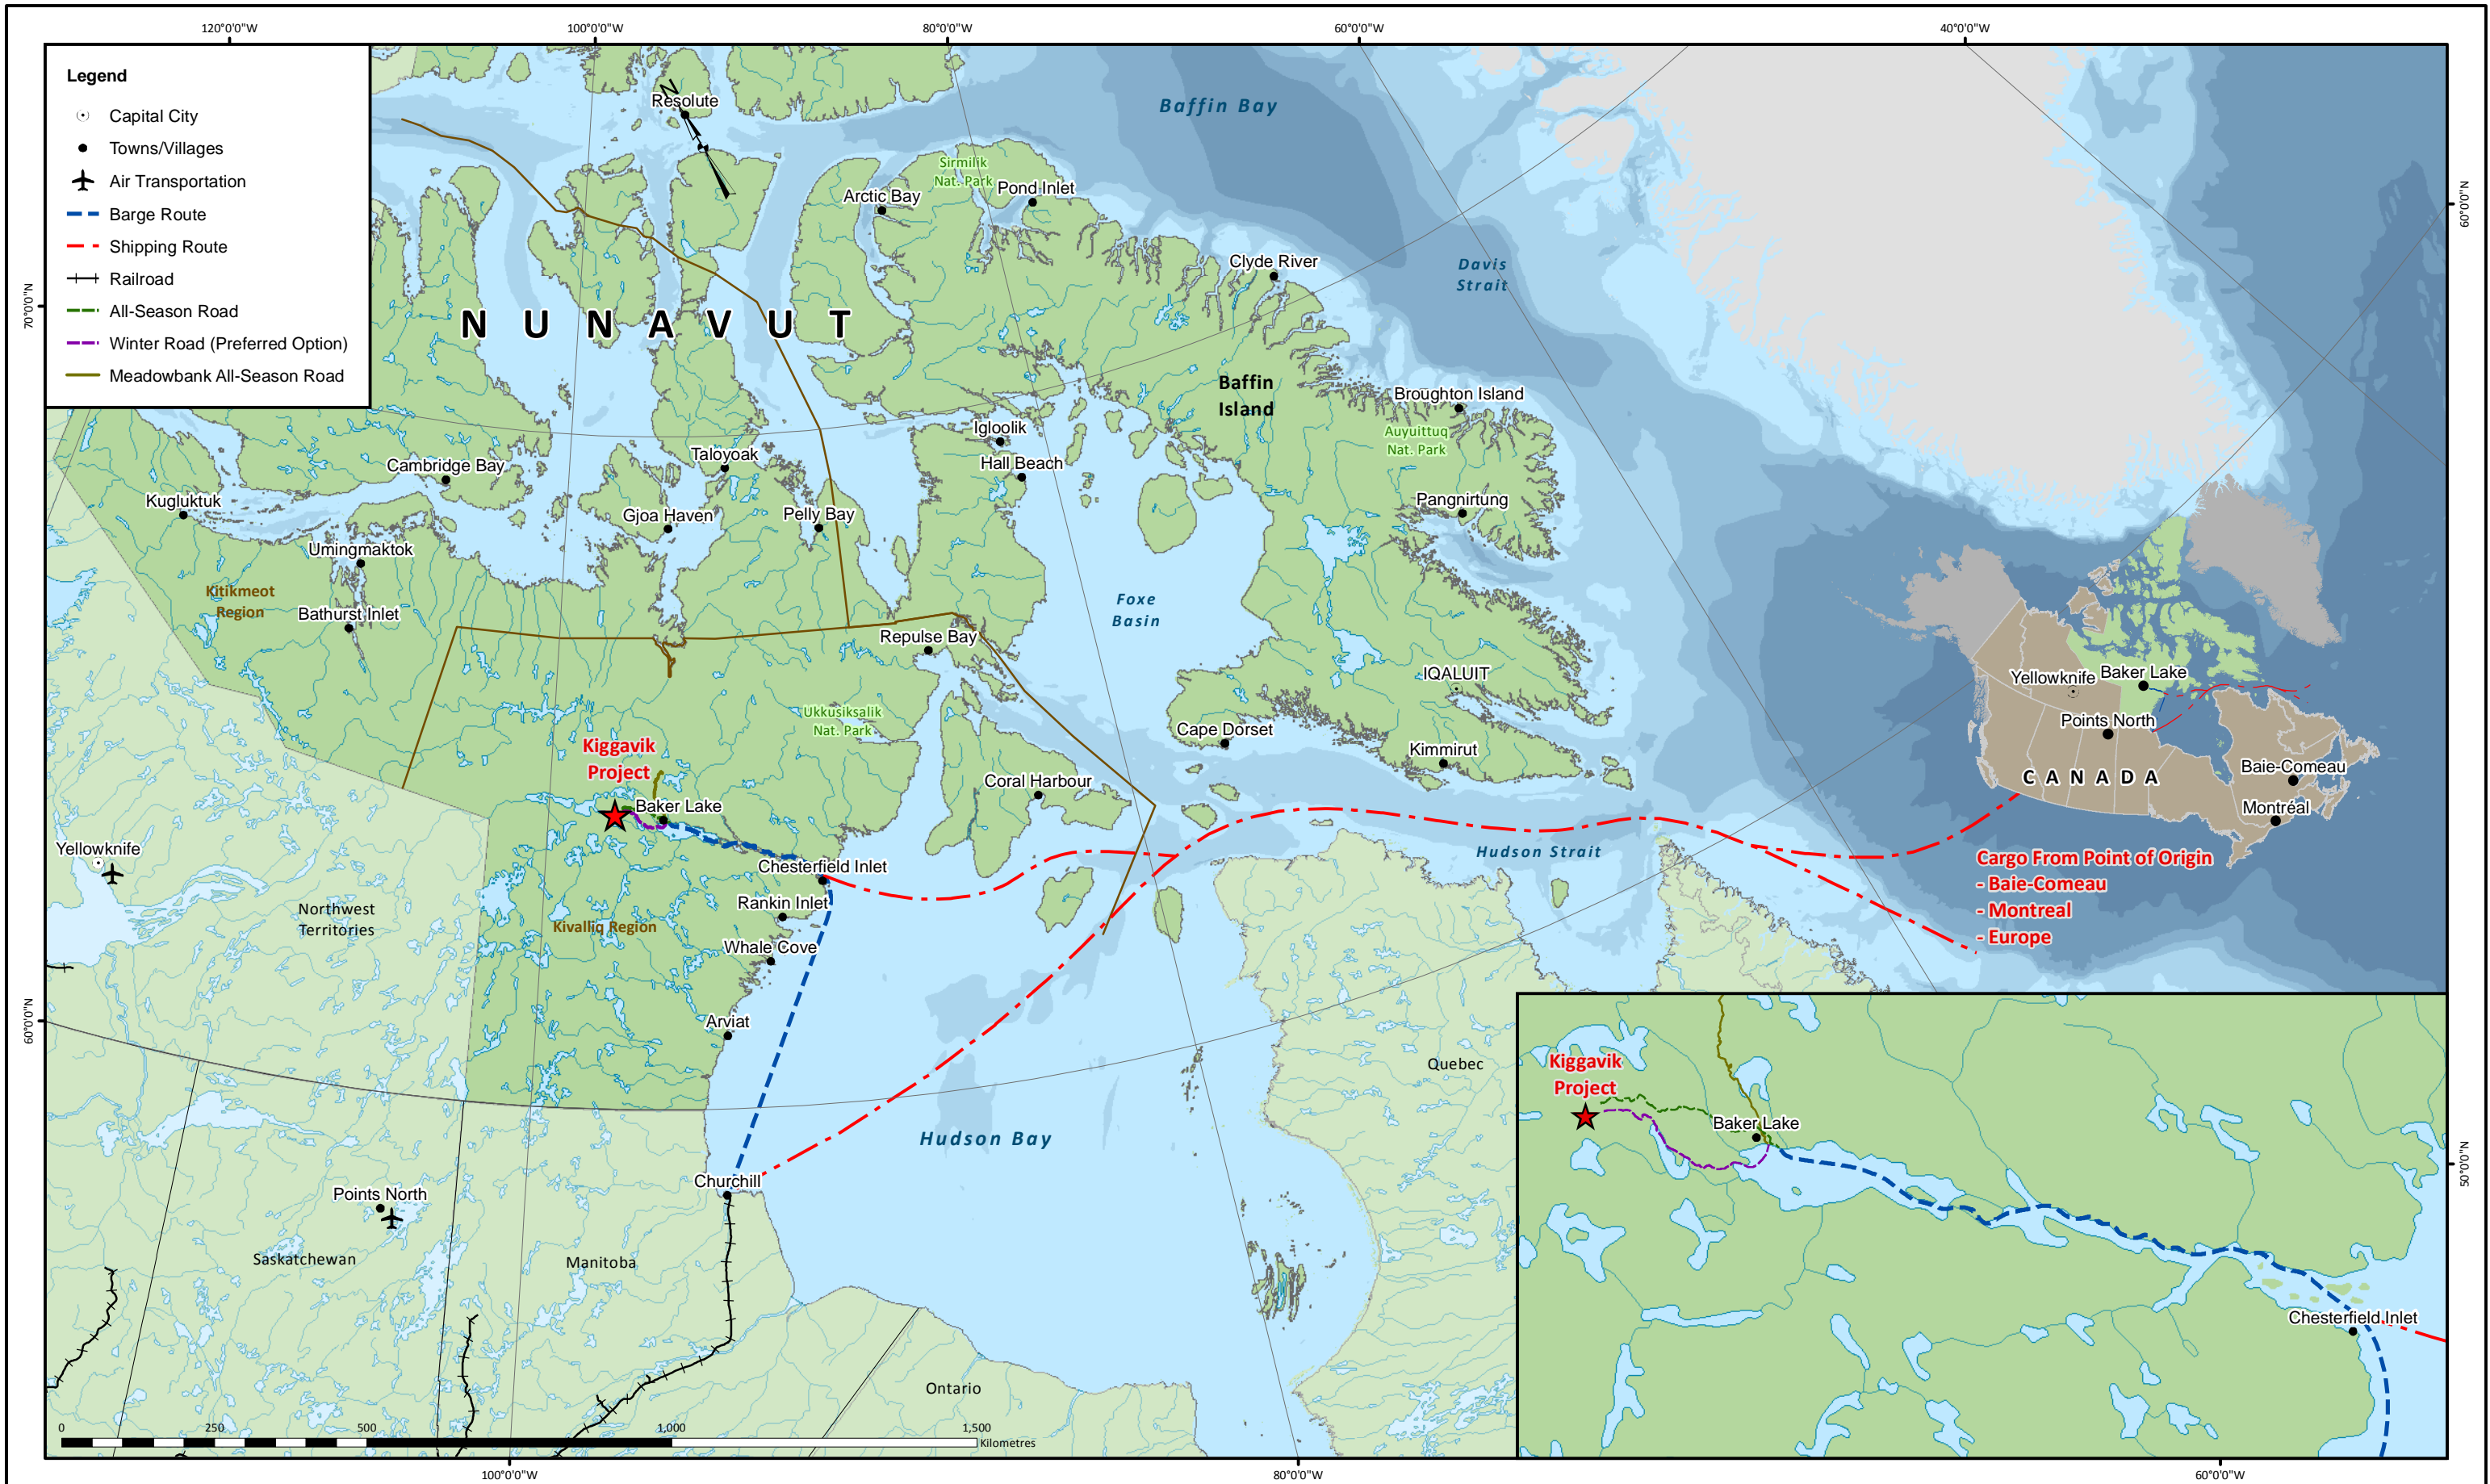 120°0'0"W
100°0'0"W
80°0'0"W
60°0'0"W
40°0'0"W
Legend
Capital City
Towns/Villages
Air Transportation
Barge Route
Shipping Route
Railroad
All-Season Road
Winter Road (Preferred Option)
Meadowbank All-Season Road
N
Resolute
Baffin Bay
Sirmilik
Nat. Park
Pond Inlet
Arctic Bay
60°0'0"N
Clyde River
Davis
Strait
70°0'0"N
NUNAVUT
Baffin
Island
Broughton Island
Auyuittuq
Nat. Park
Igloolik
Hall Beach
Taloyoak
Cambridge Bay
Kugluktuk
Gjoa Haven
Pelly Bay
Pangnirtung
Umingmaktok
Kitikmeot
Region
Bathurst Inlet
Foxe
Basin
Repulse Bay
IQALUIT
Ukkusiksalik
Nat. Park
Cape Dorset
Kimmirut
Kiggavik
Project
Coral Harbour
Baker Lake
Yellowknife
Chesterfield Inlet
Rankin Inlet
Northwest
Territories
Kivalliq Region
Whale Cove
Hudson Strait
Yellowknife
Baker Lake
Points North
CANADA
Baie-Comeau
Montréal
Cargo From Point of Origin
- Baie-Comeau
- Montreal
- Europe
60°0'0"N
Arviat
Quebec
Hudson Bay
Churchill
Points North
Saskatchewan
Manitoba
Ontario
Kiggavik
Project
Baker Lake
Chesterfield Inlet
50°0'0"N
0
250
500
1,000
1,500
Kilometres
100°0'0"W
80°0'0"W
60°0'0"W